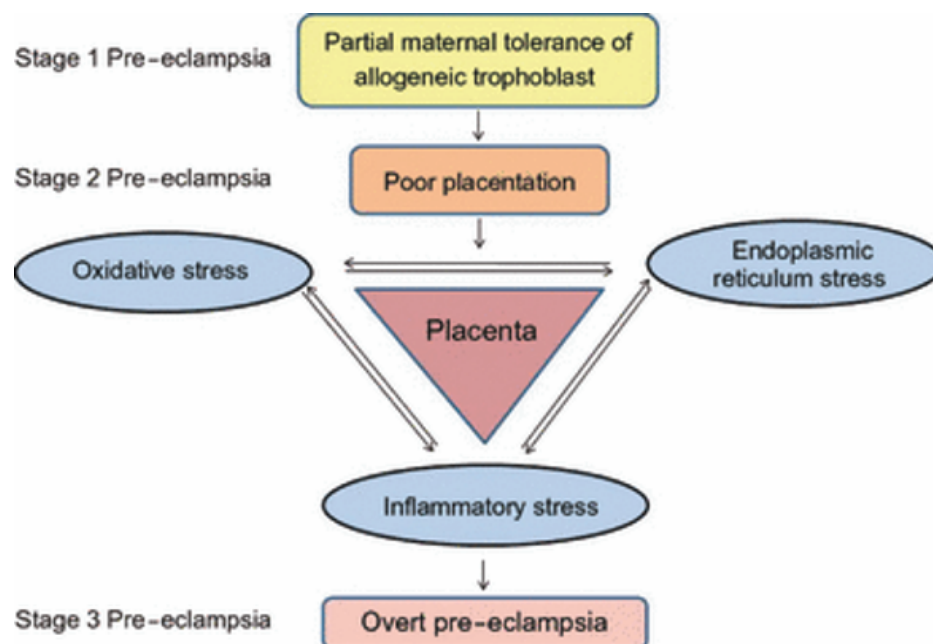 Stage 1 Pre-eclampsia
Partial maternal tolerance of
allogeneic trophoblast
Stage 2 Pre-eclampsia
Poor placentation
Oxidative stress
Endoplasmic
reticulum stress
Placenta
Inflammatory stress
Stage 3 Pre-eclampsia
Overt pre-eclampsia